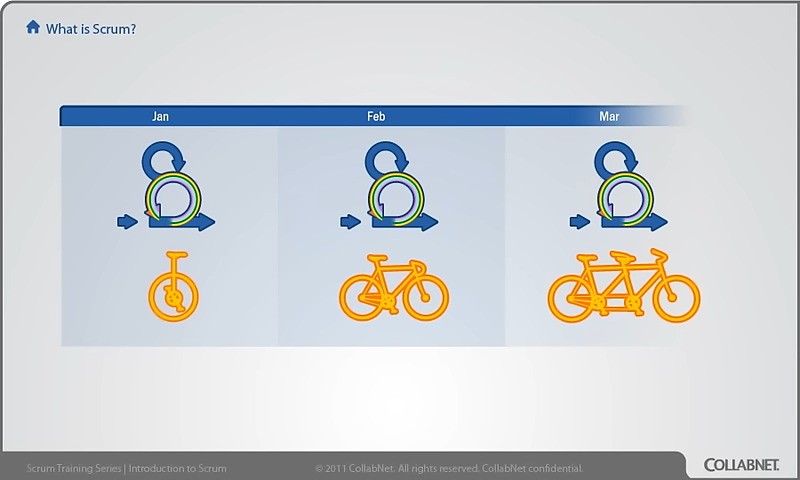 What is Scrum?
Jan Feb Mar
Scrum Training Series | Introduction to Scrum
© 2011 CollabNet. All rights reserved. CollabNet confidential.
COLLABNET.